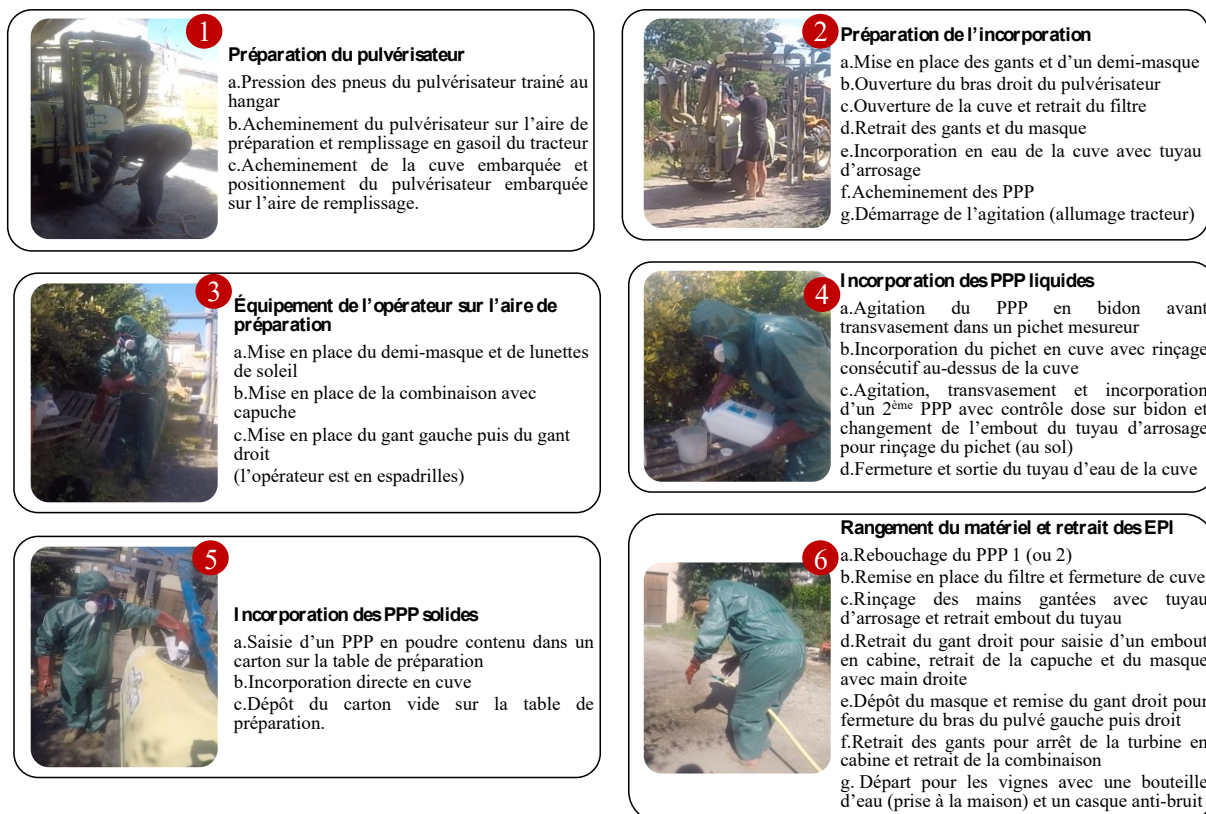 1
Préparation du pulvérisateur
a.Pression des pneus du pulvérisateur trainé au
hangar
b.Acheminement du pulvérisateur sur l'aire de
préparation et remplissage en gasoil du tracteur
c.Acheminement de la cuve embarquée et
positionnement du pulvérisateur embarquée
sur l'aire de remplissage.
2
Préparation de l'incorporation
a.Mise en place des gants et d'un demi-masque
b.Ouverture du bras droit du pulvérisateur
c.Ouverture de la cuve et retrait du filtre
d.Retrait des gants et du masque
e.Incorporation en eau de la cuve avec tuyau
d'arrosage
f.Acheminement des PPP
g.Démarrage de l'agitation (allumage tracteur)
3
Équipement de l'opérateur sur l'aire de
préparation
a.Mise en place du demi-masque et de lunettes
de soleil
b.Mise en place de la combinaison avec
capuche
c.Mise en place du gant gauche puis du gant
droit
(l'opérateur est en espadrilles)
4
Incorporation des PPP liquides
a.Agitation du PPP en bidon avant
transvasement dans un pichet mesureur
b.Incorporation du pichet en cuve avec rinçage
consécutif au-dessus de la cuve
c.Agitation, transvasement et incorporation
d'un 2ème PPP avec contrôle dose sur bidon et
changement de l'embout du tuyau d'arrosage
pour rinçage du pichet (au sol)
d.Fermeture et sortie du tuyau d'eau de la cuve
5
Incorporation des PPP solides
a.Saisie d'un PPP en poudre contenu dans un
carton sur la table de préparation
b.Incorporation directe en cuve
c.Dépôt du carton vide sur la table de
préparation.
6
Rangement du matériel et retrait des EPI
a.Rebouchage du PPP 1 (ou 2)
b.Remise en place du filtre et fermeture de cuve
c.Rinçage des mains gantées avec tuyau
d'arrosage et retrait embout du tuyau
d.Retrait du gant droit pour saisie d'un embout
en cabine, retrait de la capuche et du masque
avec main droite
e.Dépôt du masque et remise du gant droit pour
fermeture du bras du pulvé gauche puis droit
f.Retrait des gants pour arrêt de la turbine en
cabine et retrait de la combinaison
g. Départ pour les vignes avec une bouteille
d'eau (prise à la maison) et un casque anti-bruit